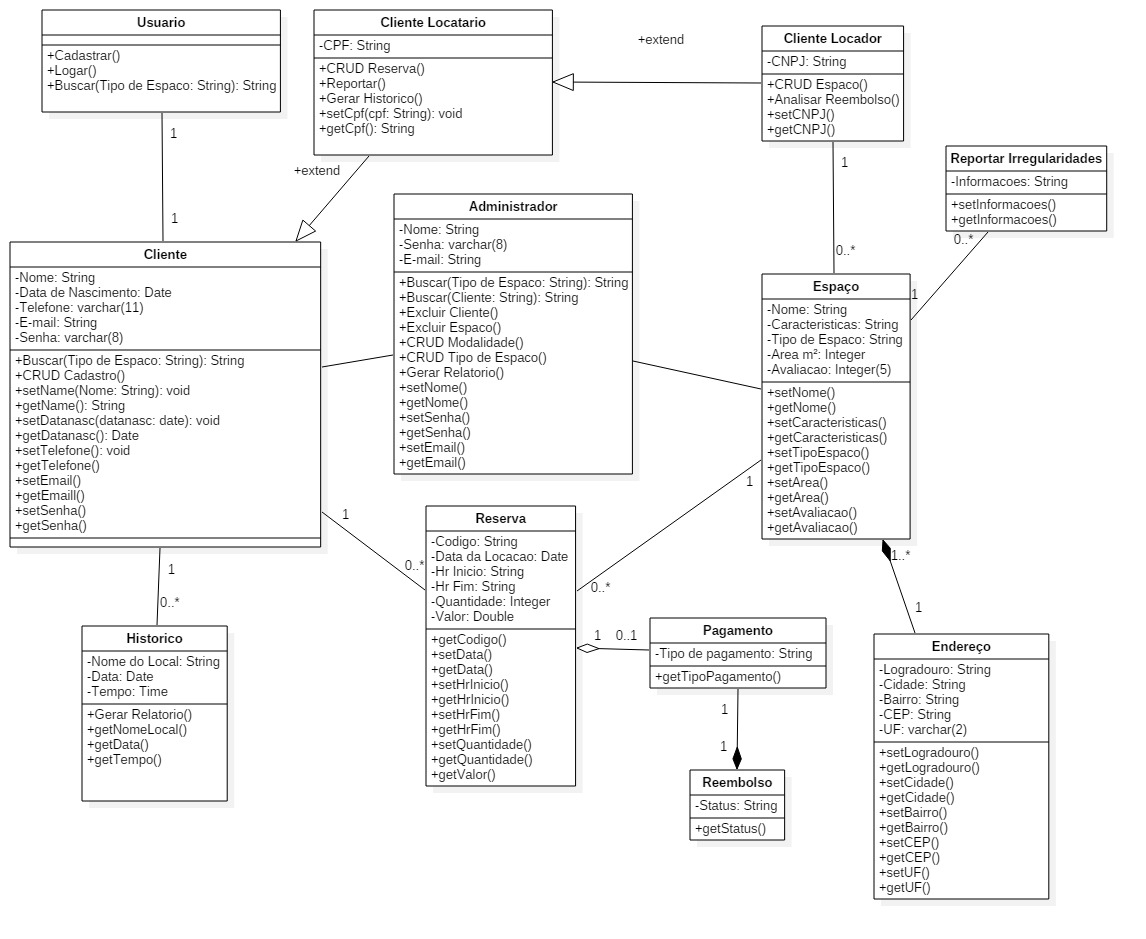 Usuario
+Cadastrar()
+Logar()
+Buscar(Tipo de Espaco: String): String
1
1
Cliente Locatario
-CPF: String
+CRUD Reserva()
+Reportar()
+Gerar Historico()
+setCpf(cpf: String): void
+getCpf(): String
+extend
+extend
Cliente Locador
-CNPJ: String
+CRUD Espaco()
+Analisar Reembolso()
+setCNPJ()
+getCNPJ()
1
0..*
Reportar Irregularidades
-Informacoes: String
+setInformacoes()
+getInformacoes()
0..*
1
Cliente
-Nome: String
-Data de Nascimento: Date
-Telefone: varchar(11)
-E-mail: String
-Senha: varchar(8)
+Buscar(Tipo de Espaco: String): String
+CRUD Cadastro()
+setName(Nome: String): void
+getName(): String
+setDatanasc(datanasc: date): void
+getDatanasc(): Date
+setTelefone(): void
+getTelefone()
+setEmail()
+getEmaill()
+setSenha()
+getSenha()
Administrador
-Nome: String
-Senha: varchar(8)
-E-mail: String
+Buscar(Tipo de Espaco: String): String
+Buscar(Cliente: String): String
+Excluir Cliente()
+Excluir Espaco()
+CRUD Modalidade()
+CRUD Tipo de Espaco()
+Gerar Relatorio()
+setNome()
+getNome()
+setSenha()
+getSenha()
+setEmail()
+getEmail()
Espaço
-Nome: String
-Caracteristicas: String
-Tipo de Espaco: String
-Area m²: Integer
-Avaliacao: Integer(5)
+setNome()
+getNome()
+setCaracteristicas()
+getCaracteristicas()
+setTipoEspaco()
+getTipoEspaco()
+setArea()
+getArea()
+setAvaliacao()
+getAvaliacao()
1
0..*
1
0..*
1
0..*
1..*
1
Historico
-Nome do Local: String
-Data: Date
-Tempo: Time
+Gerar Relatorio()
+getNomeLocal()
+getData()
+getTempo()
Reserva
-Codigo: String
-Data da Locacao: Date
-Hr Inicio: String
-Hr Fim: String
-Quantidade: Integer
-Valor: Double
+getCodigo()
+setData()
+getData()
+setHrInicio()
+getHrInicio()
+setHrFim()
+getHrFim()
+setQuantidade()
+getQuantidade()
+getValor()
1
0..1
Pagamento
-Tipo de pagamento: String
+getTipoPagamento()
1
1
Reembolso
-Status: String
+getStatus()
Endereço
-Logradouro: String
-Cidade: String
-Bairro: String
-CEP: String
-UF: varchar(2)
+setLogradouro()
+getLogradouro()
+setCidade()
+getCidade()
+setBairro()
+getBairro()
+setCEP()
+getCEP()
+setUF()
+getUF()